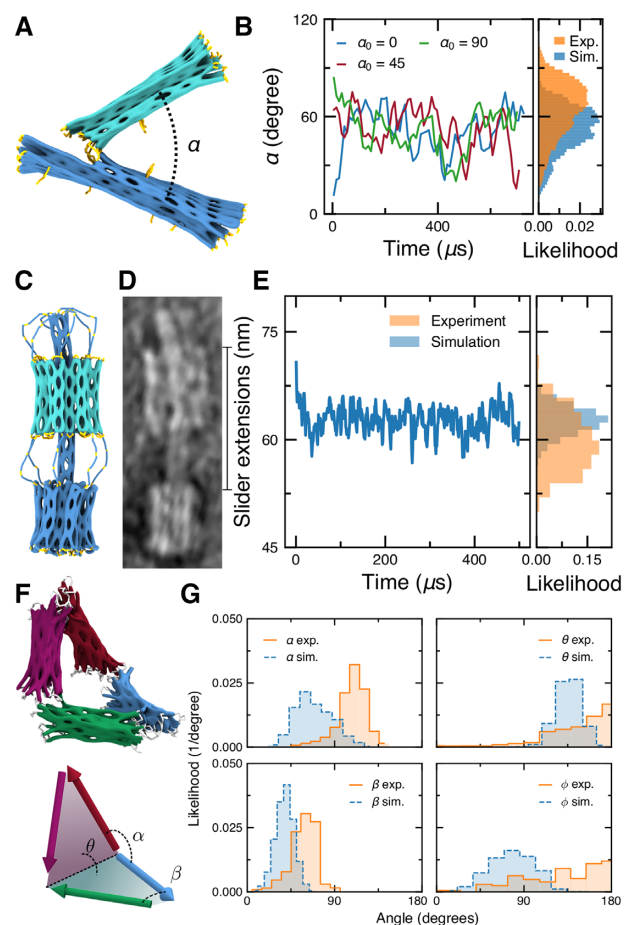 A
α
B
α (degree)
120
60
0
α₀ = 0
α₀ = 90
α₀ = 45
0
200
400
600
Time (μs)
Exp.
Sim.
0.00
0.02
Likelihood
C
D
Slider extensions (nm)
E
75
60
45
0
200
400
Time (μs)
Experiment
Simulation
0.00
0.15
Likelihood
F
θ
α
β
G
Likelihood (1/degree)
0.050
0.025
0.000
α exp.
α sim.
θ exp.
θ sim.
0.050
0.025
0.000
β exp.
β sim.
ϕ exp.
ϕ sim.
0
90
180
90
180
Angle (degrees)